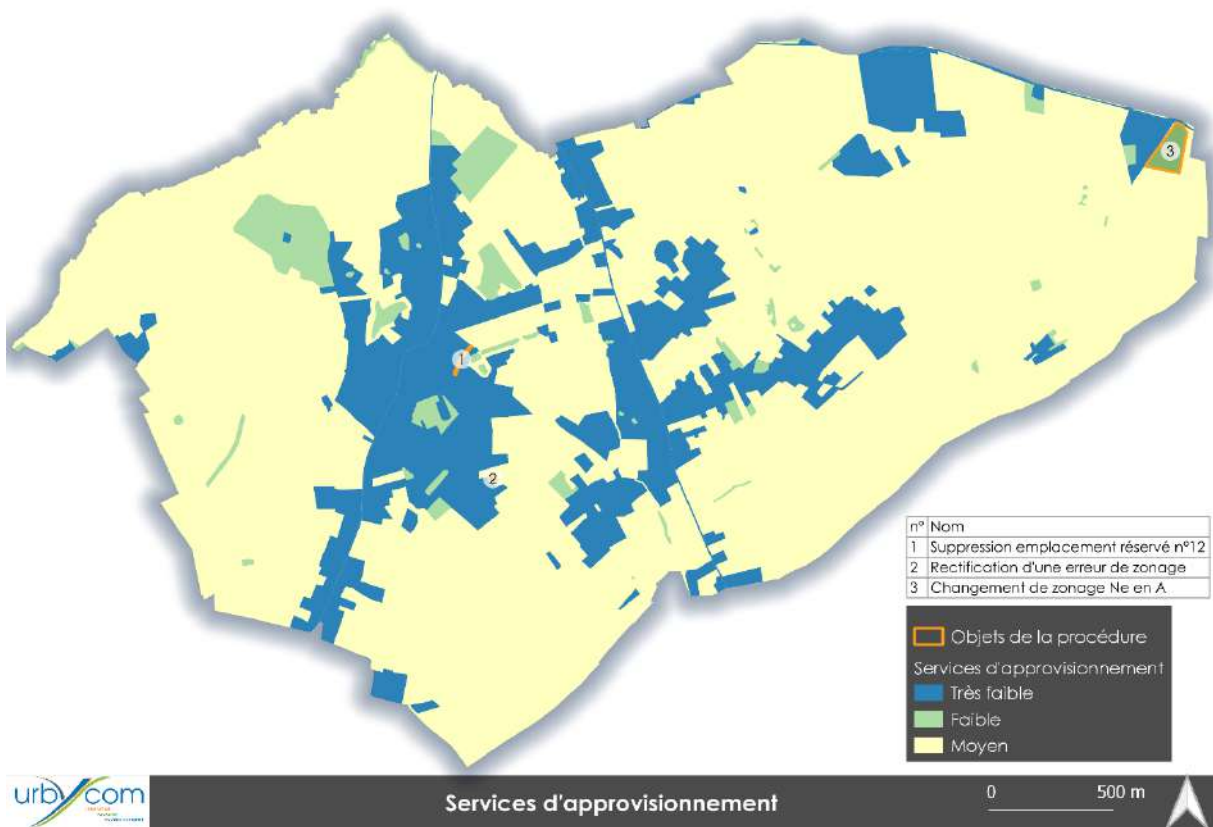 3
1
2
n° Nom
1 Suppression emplacement réservé n°12
2 Rectification d'une erreur de zonage
3 Changement de zonage Ne en A
Objets de la procédure
Services d'approvisionnement
Très faible
Faible
Moyen
urbycom
Services d'approvisionnement
0 500 m